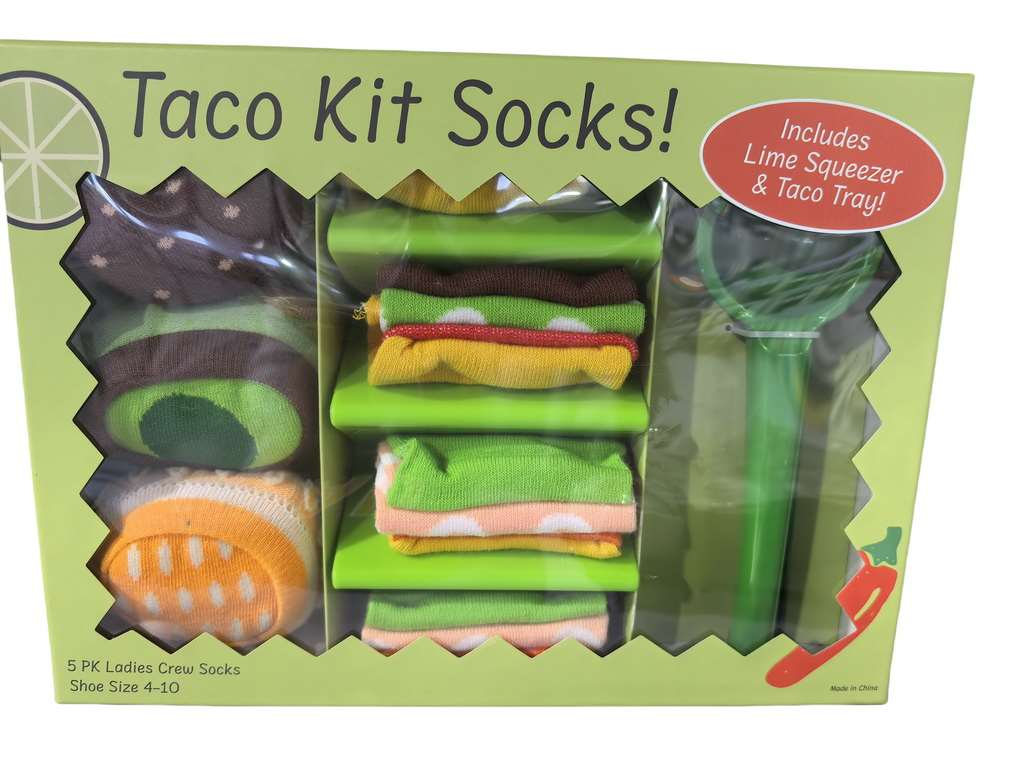 Taco Kit Socks!
Includes
Lime Squeezer
& Taco Tray!
5 PK Ladies Crew Socks
Shoe Size 4-10
Made in China